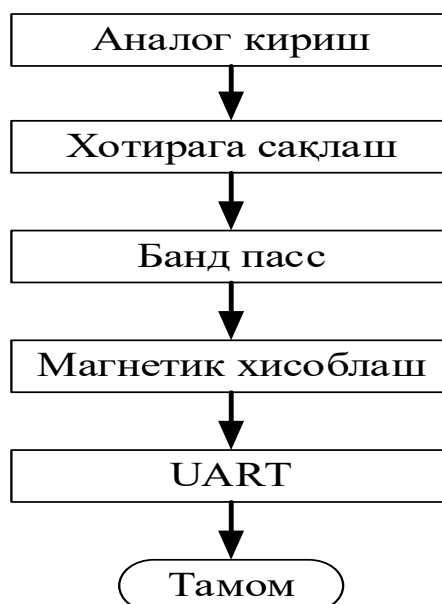 Аналог кириш
Хотирага сақлаш
Банд пасс
Магнетик хисоблаш
UART
Тамом